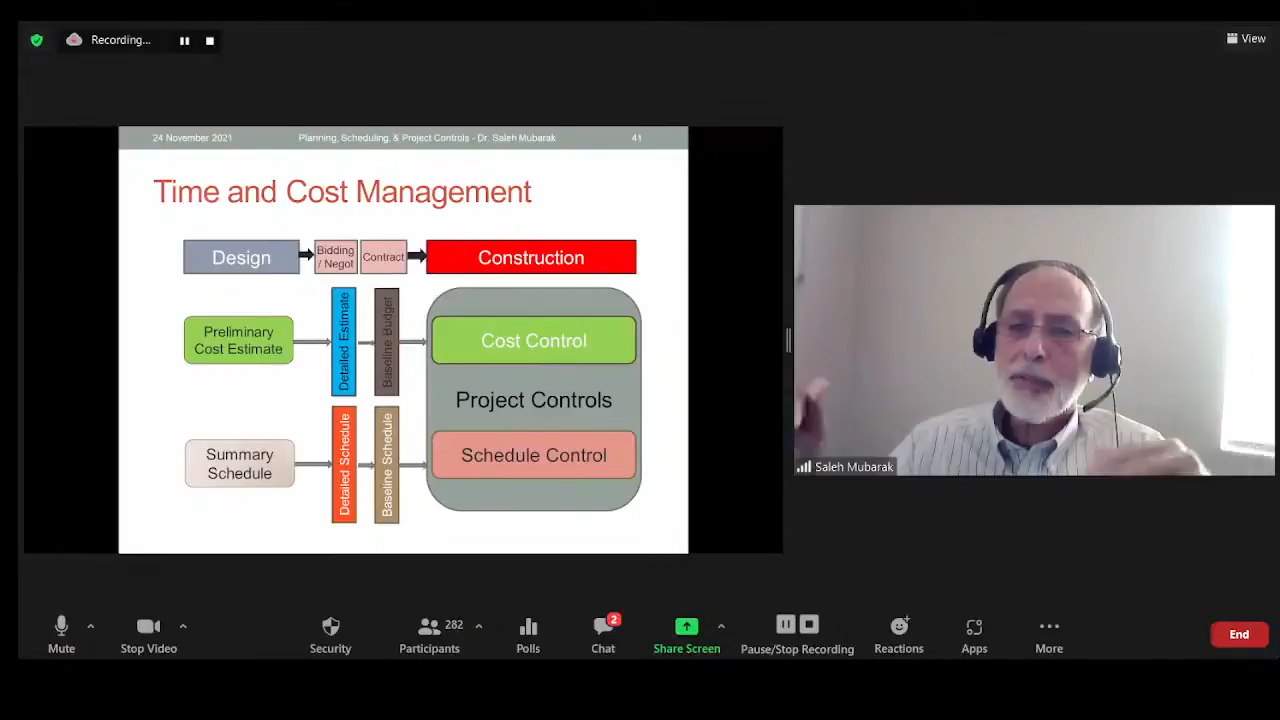 Recording...
View
24 November 2021
Planning, Scheduling, & Project Controls - Dr. Saleh Mubarak
41
Time and Cost Management
Design
Bidding
/ Negot
Contract
Construction
Preliminary
Cost Estimate
Detailed Estimate
Baseline Budget
Cost Control
Project Controls
Summary
Schedule
Detailed Schedule
Baseline Schedule
Schedule Control
Saleh Mubarak
Mute
Stop Video
Security
282
Participants
Polls
2
Chat
Share Screen
Pause/Stop Recording
Reactions
Apps
More
End